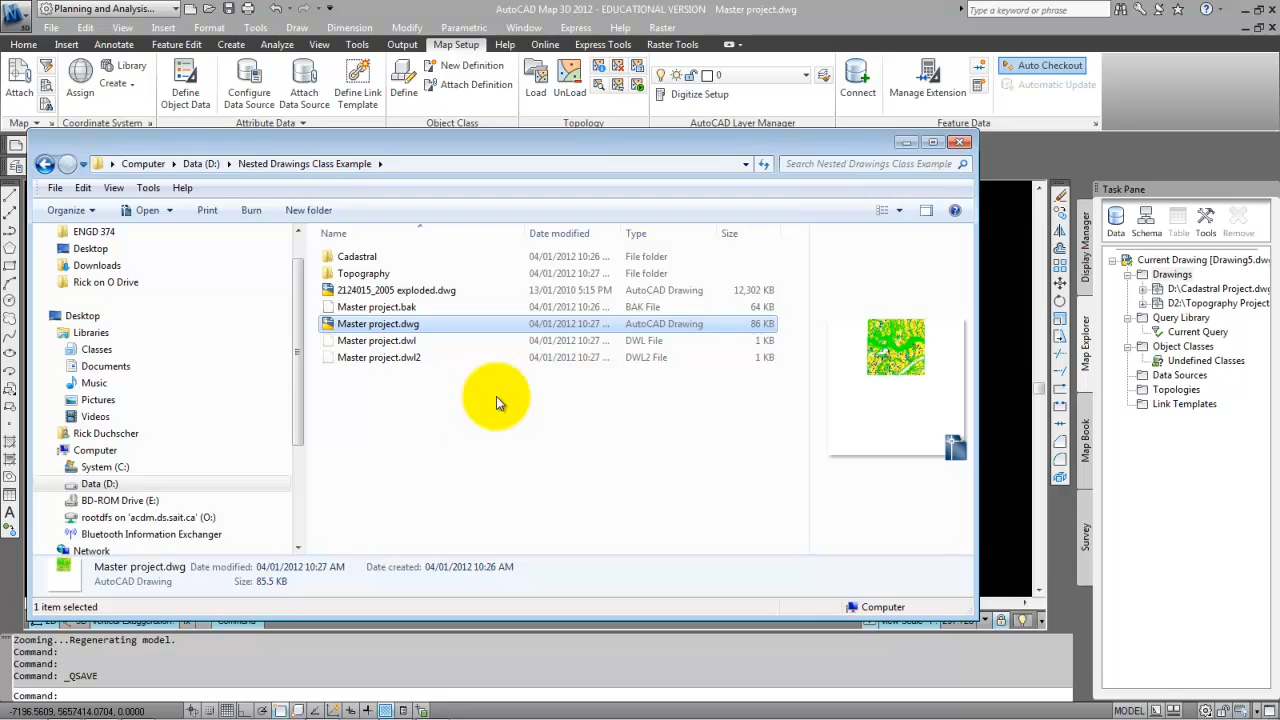 Planning and Analysis...
AutoCAD Map 3D 2012 - EDUCATIONAL VERSION Master project.dwg
Type a keyword or phrase
File Edit View Insert Format Data Tools Draw Dimension Modify Parametric Window Express Help Raster
Home Insert Annotate Feature Edit Create Analyze View Tools Output Map Setup Help Online Express Tools Raster Tools
Attach
Assign
Library
Create
Define
Object Data
Configure
Data Source
Attach
Data Source
Define
Template
Define
New Definition
Attach Definition
Load
UnLoad
0
Digitize Setup
Connect
Manage Extension
Auto Checkout
Automatic Update
Map
Coordinate System
Attribute Data
Object Class
Topology
AutoCAD Layer Manager
Feature Data
Computer
Data (D:)
Nested Drawings Class Example
Search Nested Drawings Class Example
File Edit View Tools Help
Organize
Open
Print
Burn
New folder
ENGD 374
Desktop
Downloads
Rick on O Drive
Desktop
Libraries
Classes
Documents
Music
Pictures
Videos
Rick Duchscher
Computer
System (C:)
Data (D:)
BD-ROM Drive (E:)
rootdfs on 'acdm.ds.sait.ca' (O:)
Bluetooth Information Exchanger
Network
Name Date modified Type Size
Cadastral 04/01/2012 10:26 ... File folder
Topography 04/01/2012 10:27 ... File folder
2124015_2005 exploded.dwg 13/01/2010 5:15 PM AutoCAD Drawing 12,302 KB
Master project.bak 04/01/2012 10:26 ... BAK File 64 KB
Master project.dwg 04/01/2012 10:27 ... AutoCAD Drawing 86 KB
Master project.dwl 04/01/2012 10:27 ... DWL File 1 KB
Master project.dwl2 04/01/2012 10:27 ... DWL2 File 1 KB
Master project.dwg Date modified: 04/01/2012 10:27 AM Date created: 04/01/2012 10:26 AM
AutoCAD Drawing Size: 85.5 KB
1 item selected
Computer
Task Pane
Data Schema Table Tools Remove
Display Manager
Map Explorer
Map Book
Survey
Current Drawing [Drawing5.dwg
Drawings
D:\Cadastral Project.dwg
D2:\Topography Project
Query Library
Current Query
Object Classes
Undefined Classes
Data Sources
Topologies
Link Templates
Zooming...Regenerating model.
Command:
Command:
Command: _QSAVE
Command:
-7196.5609, 5657414.0704, 0.0000
MODEL